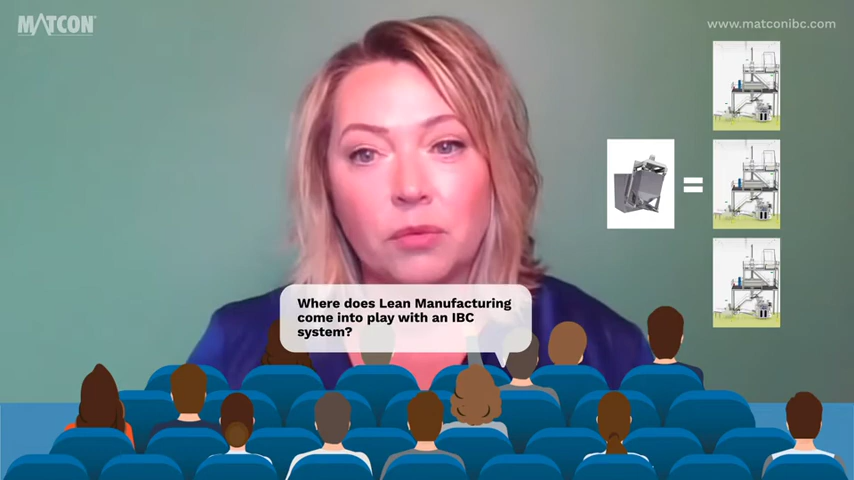 MATCON
www.matconibc.com
Where does Lean Manufacturing
come into play with an IBC
system?